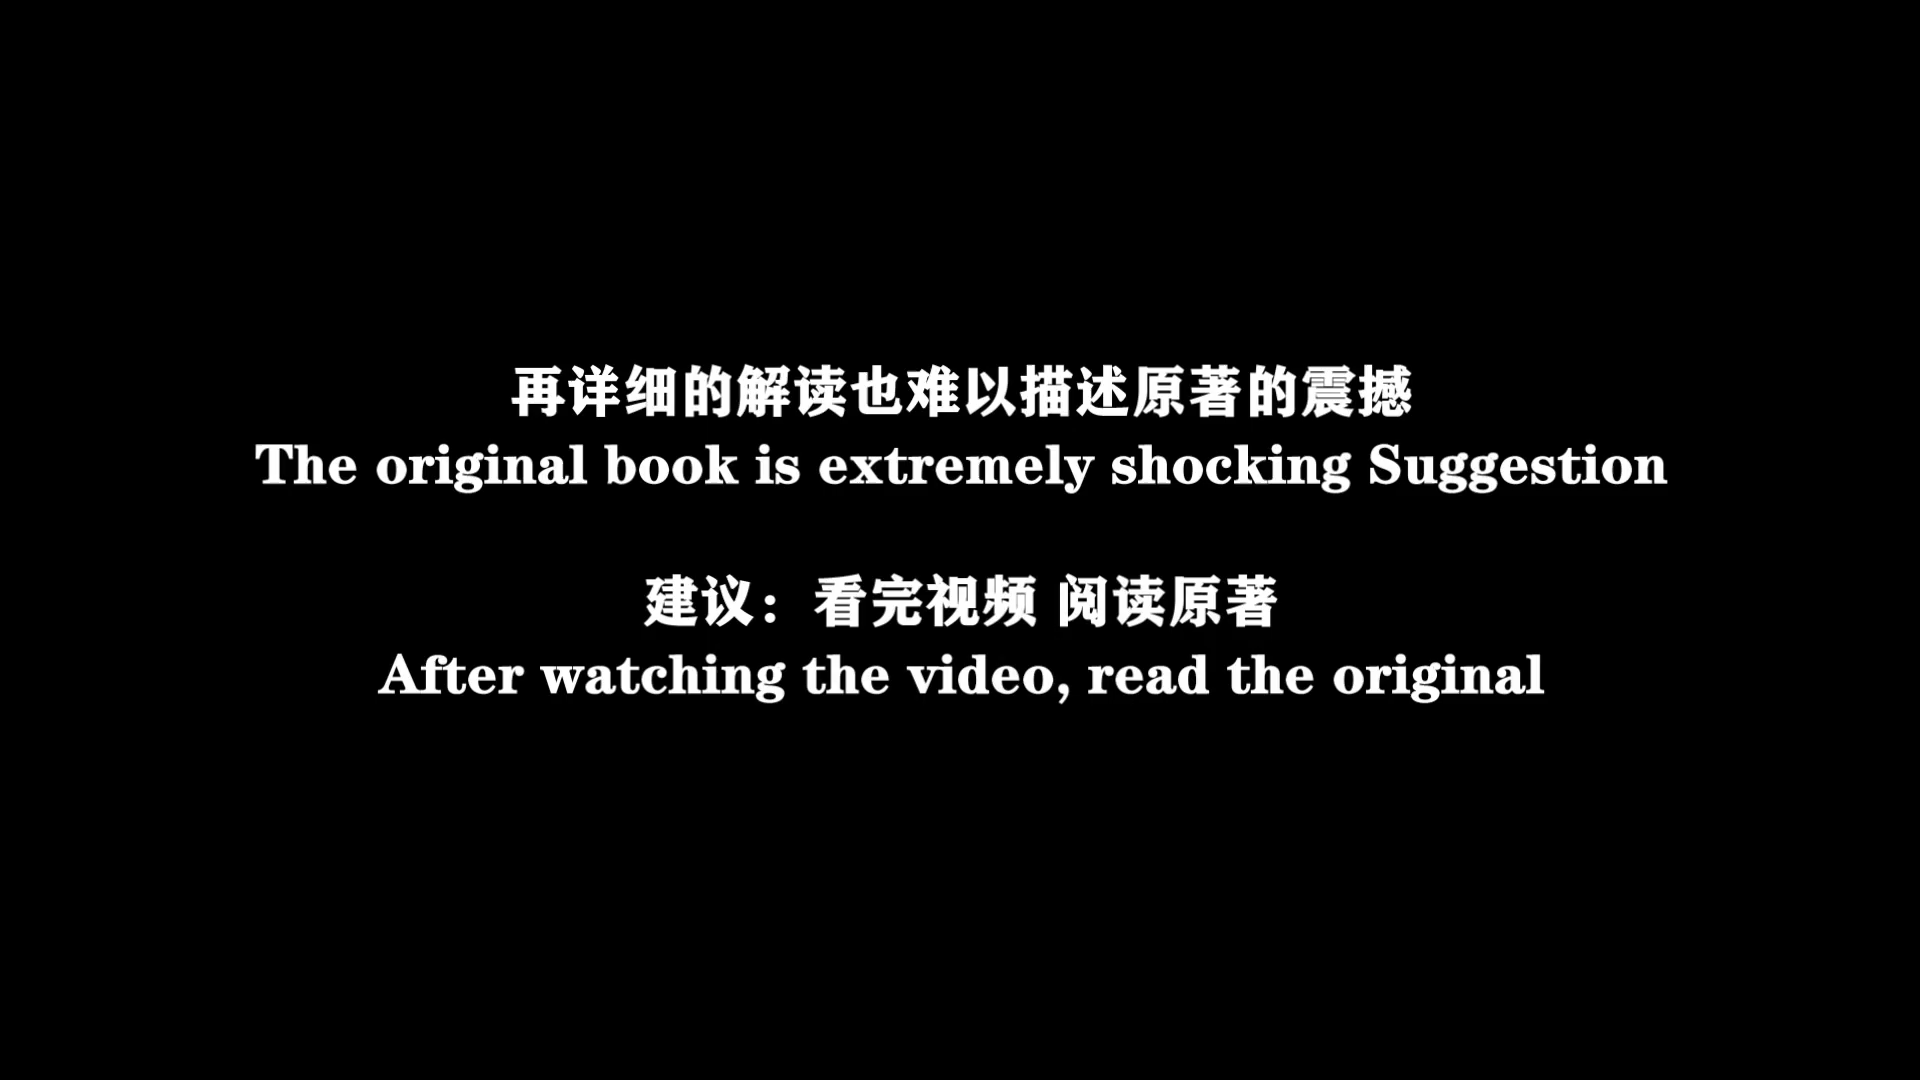 再详细的解读也难以描述原著的震撼
The original book is extremely shocking Suggestion
建议：看完视频 阅读原著
After watching the video, read the original